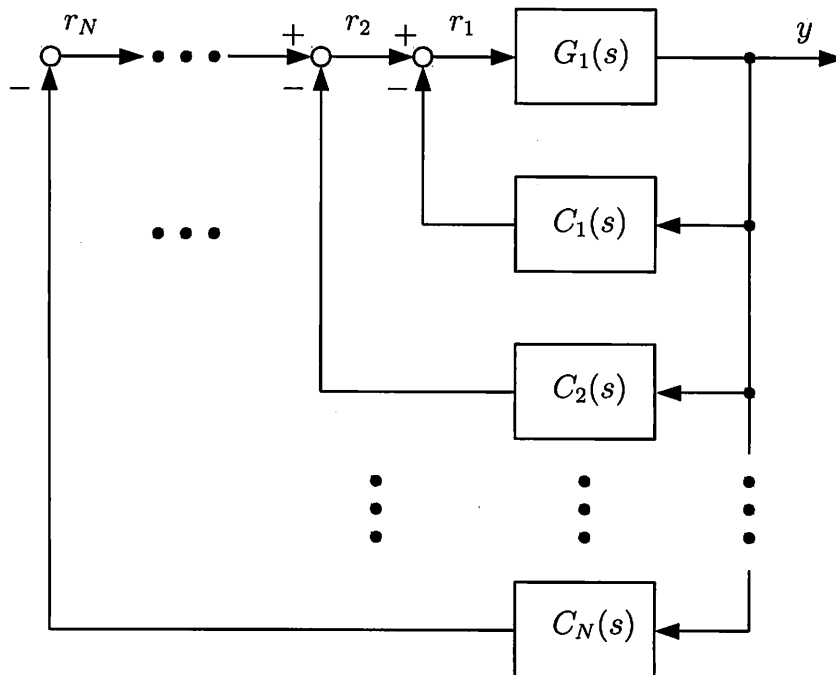 r_N + r_2 + r_1 G_1(s) y
− − −
C_1(s)
C_2(s)
C_N(s)